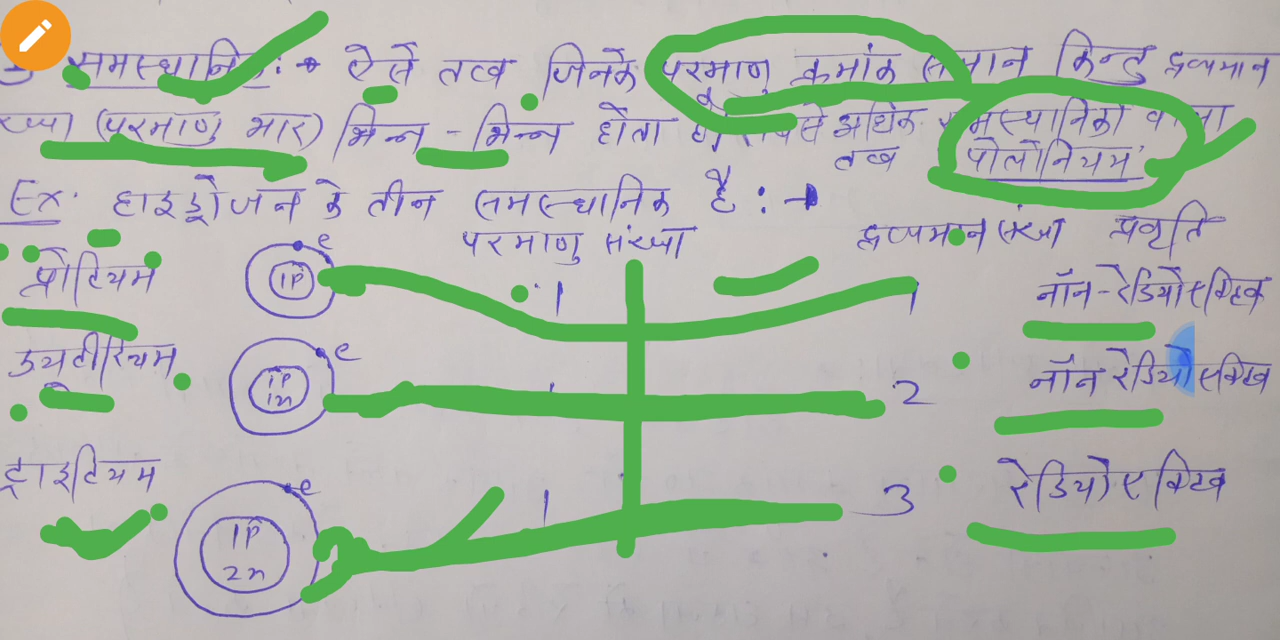 समस्थानिक :→ ऐसे तत्व जिनके परमाणु क्रमांक समान किन्तु द्रव्यमान
ख्या (परमाणु भार) भिन्न-भिन्न होता है। सबसे अधिक समस्थानिकों वाला
तत्व पोलोनियम
Ex. हाइड्रोजन के तीन समस्थानिक है :→
परमाणु संख्या द्रव्यमान संख्या प्रवृति
प्रोटियम 1P e 1 1 नॉन-रेडियोएक्टिव
ड्यूटीरियम 1P 1n e 2 नॉन रेडियोएक्टिव
ट्राइटियम 1P 2n e 1 3 रेडियोएक्टिव